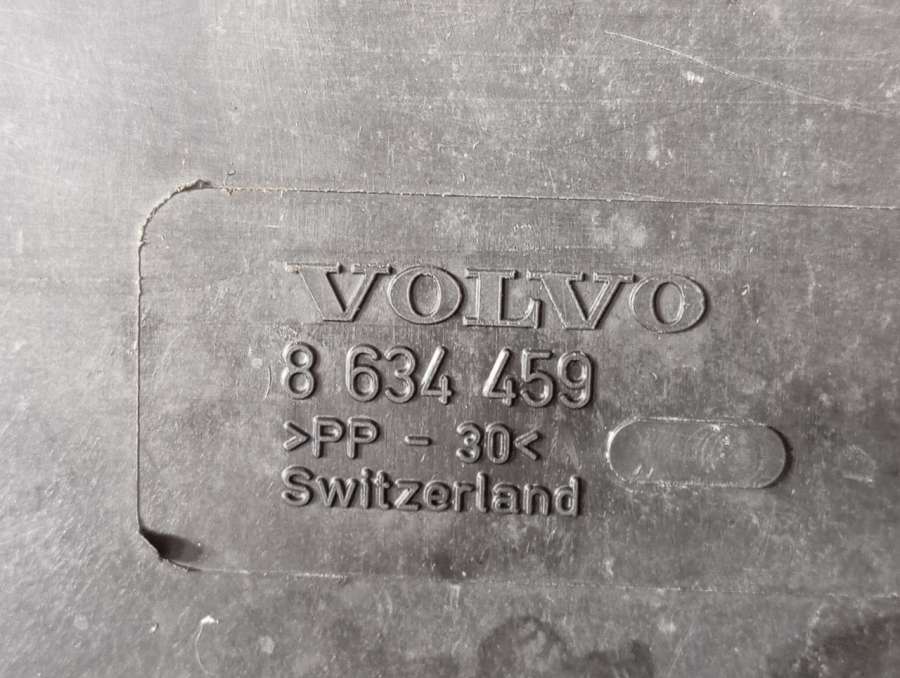 VOLVO
8 634 459
>PP - 30<
Switzerland